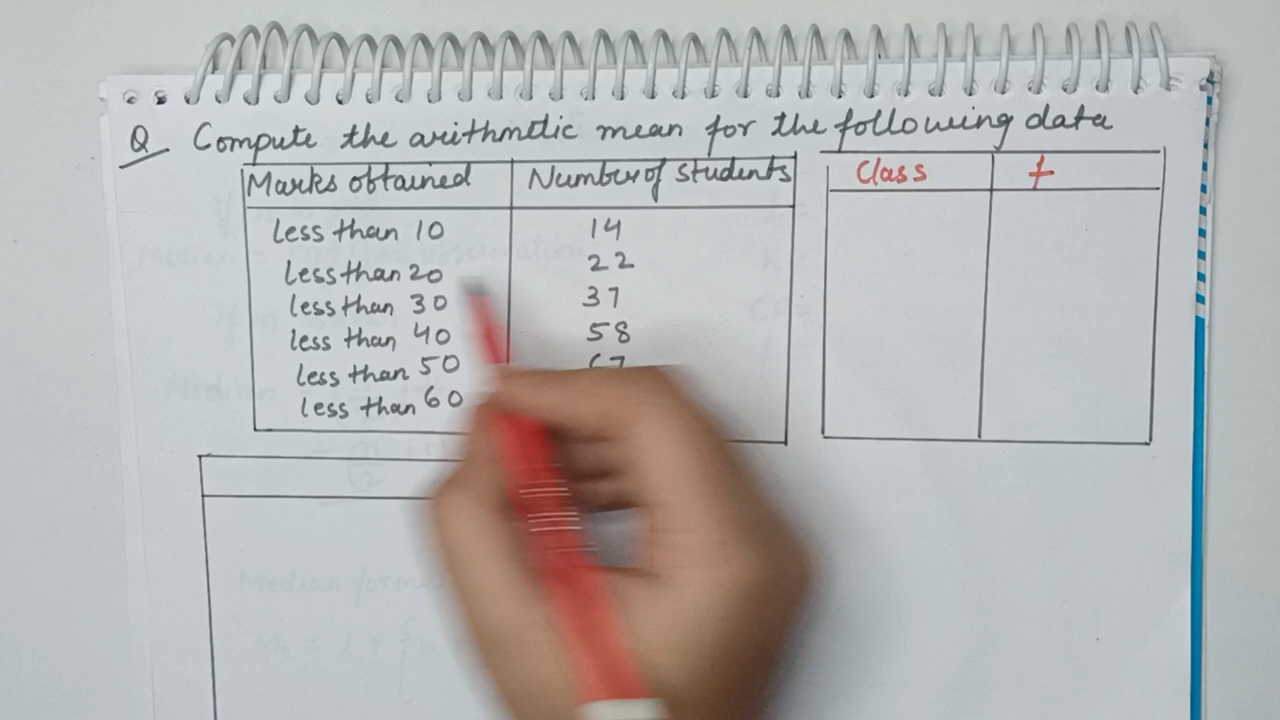 Q Compute the arithmetic mean for the following data
Marks obtained Number of students Class f
less than 10 14
Less than 20 22
less than 30 37
less than 40 58
less than 50
less than 60